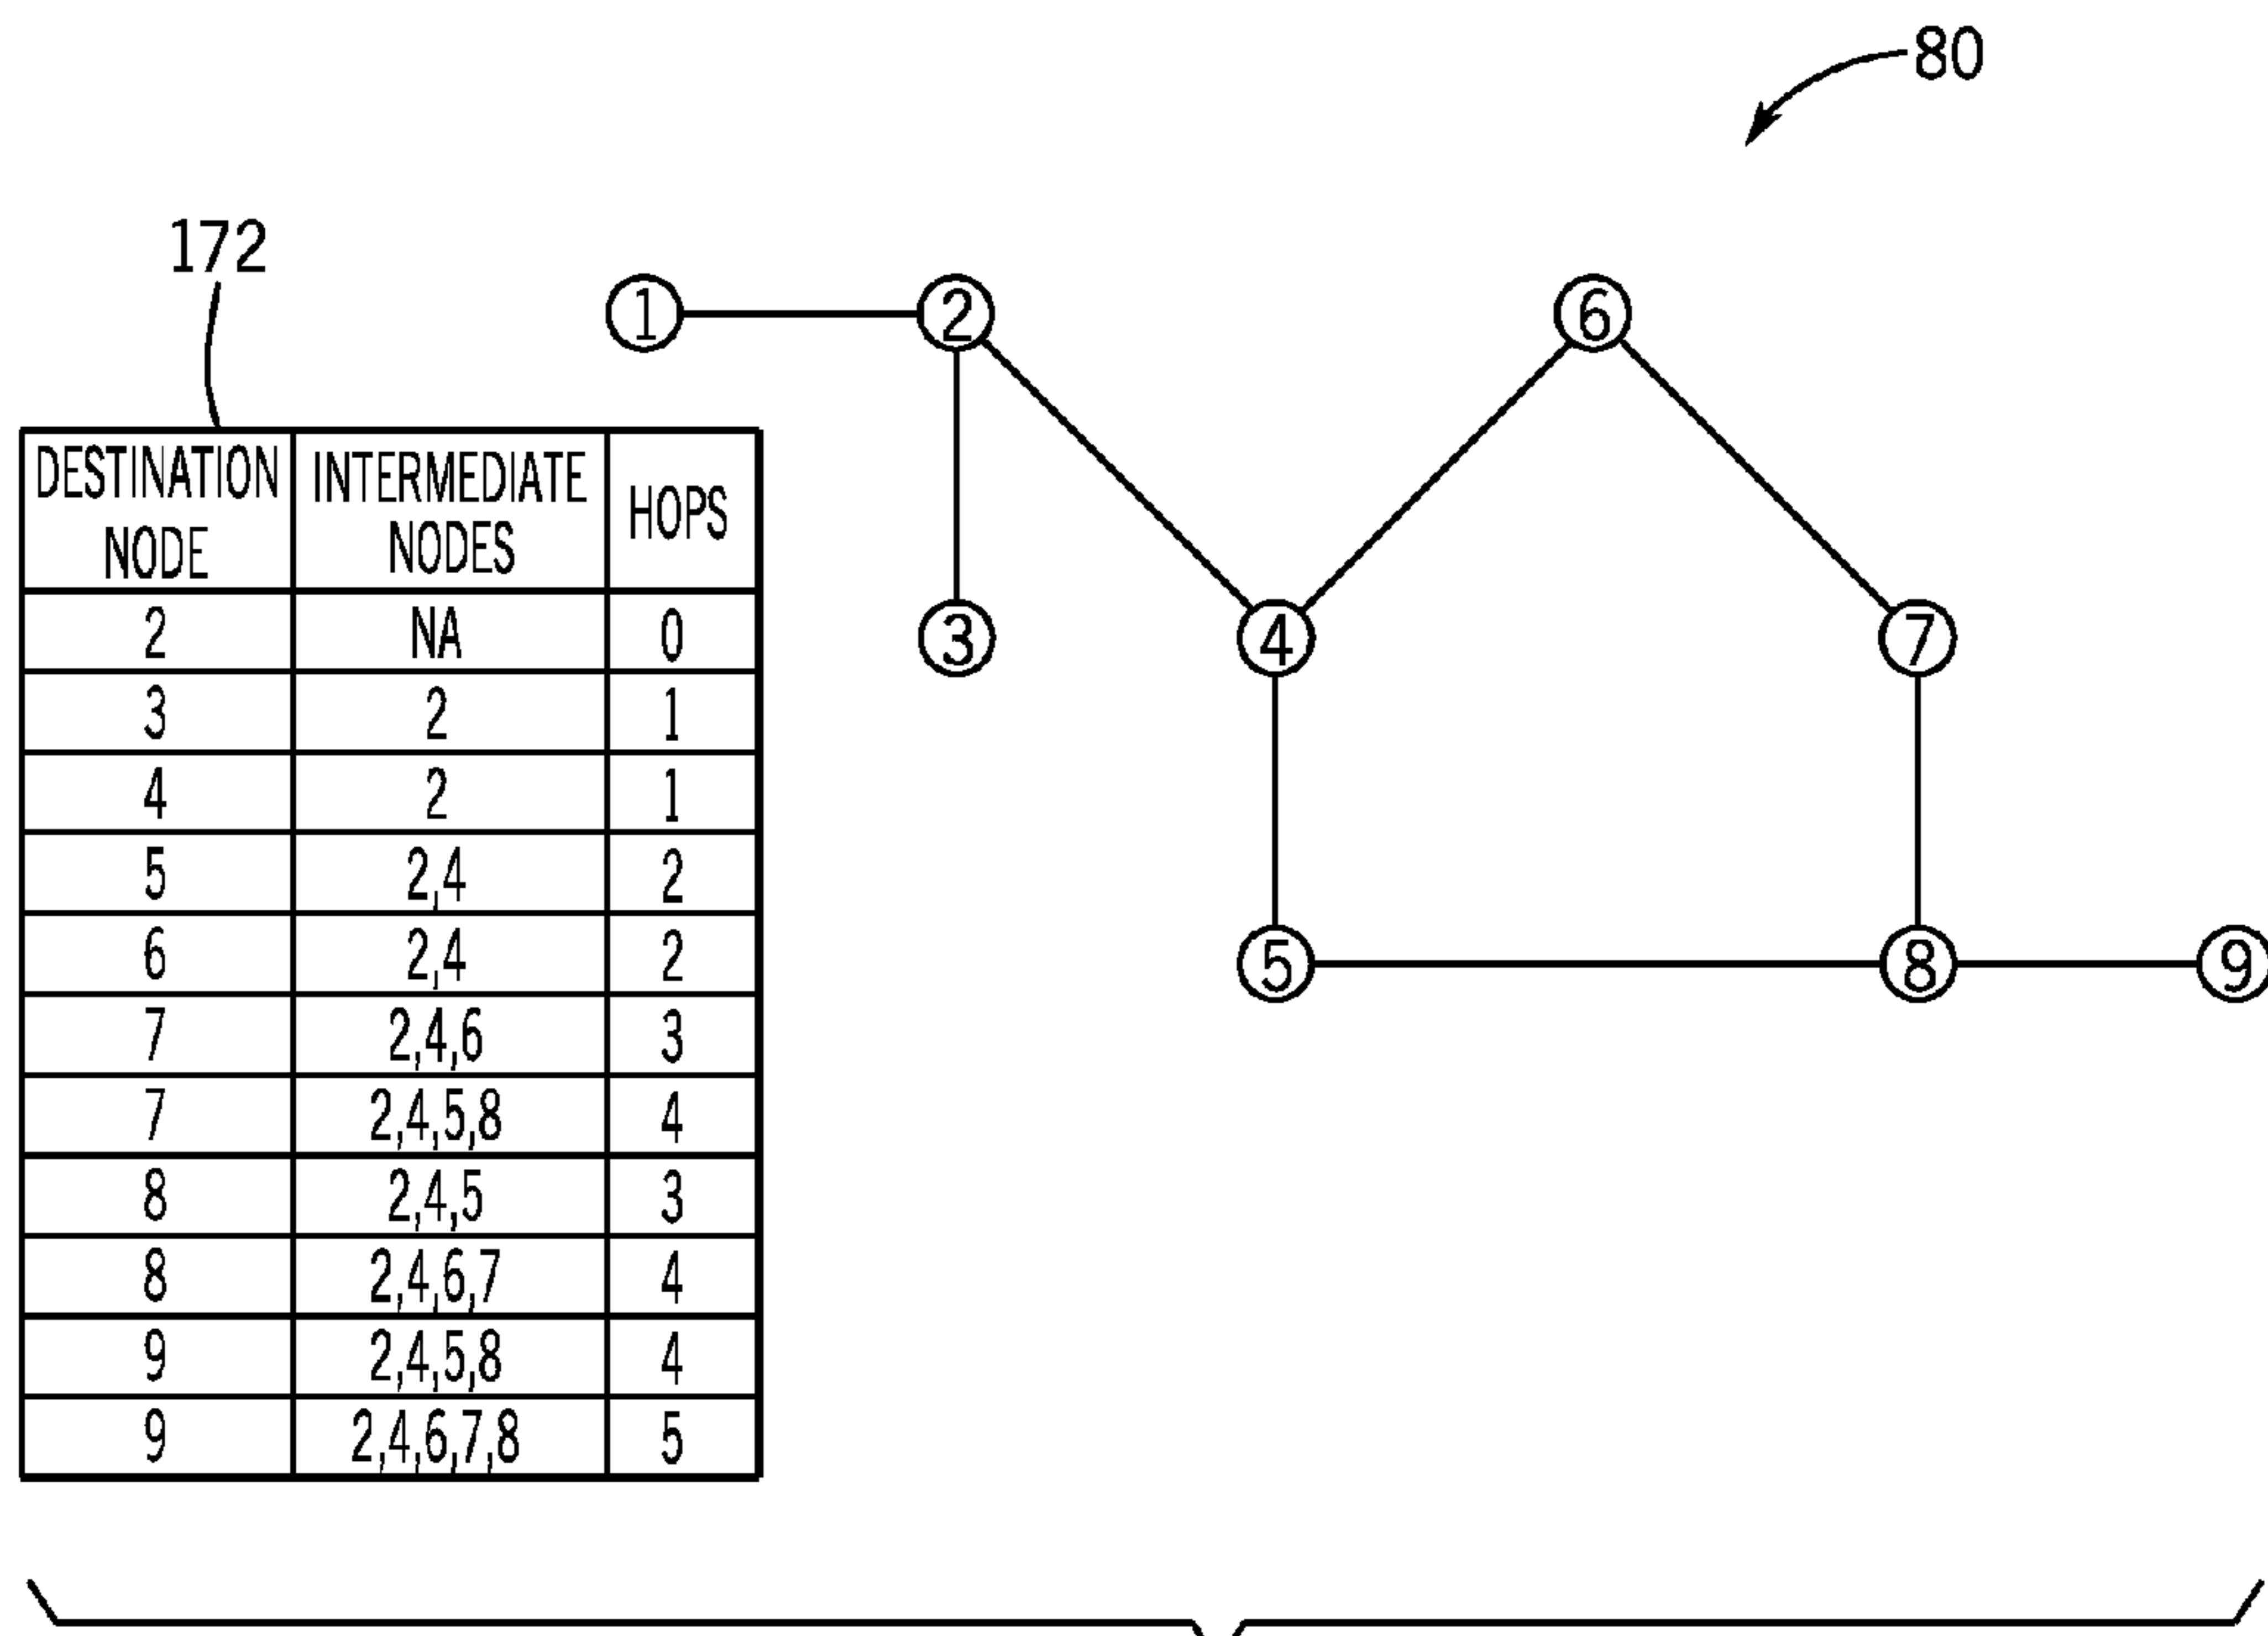 80
172
1
2
6
DESTINATION NODE INTERMEDIATE NODES HOPS
2 NA 0
3 2 1
4 2 1
5 2,4 2
6 2,4 2
7 2,4,6 3
7 2,4,5,8 4
8 2,4,5 3
8 2,4,6,7 4
9 2,4,5,8 4
9 2,4,6,7,8 5
3
4
7
5
8
9